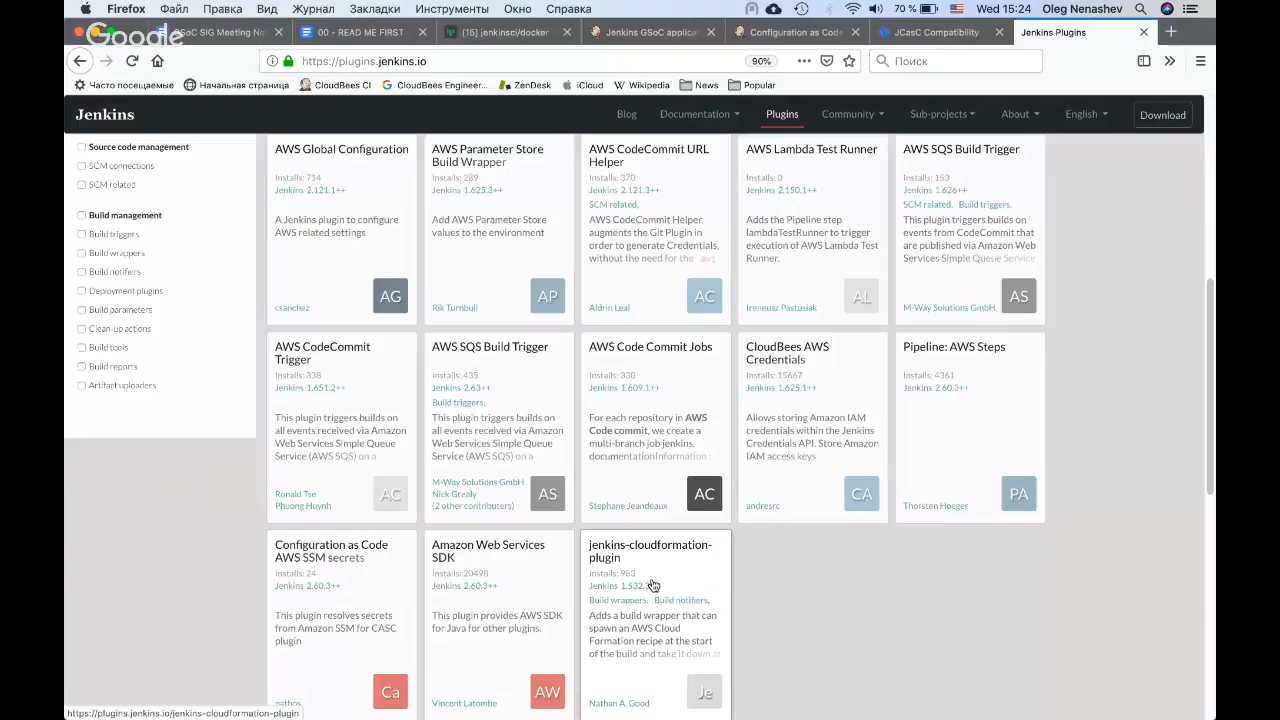 Firefox Правка Вид Журнал Закладки Инструменты Окно Справка 70 % Wed 15:24 Oleg Nenashev
Google
GSoC SIG Meeting No
00 - READ ME FIRST
[15] jenkinsci/docker
Jenkins GSoC applicat
Configuration as Code
JCasC Compatibility
Jenkins Plugins
https://plugins.jenkins.io
90%
Поиск
Часто посещаемые Начальная страница CloudBees CI CloudBees Engineer... ZenDesk iCloud Wikipedia News Popular
Jenkins
Blog Documentation Plugins Community Sub-projects About English Download
Source code management
SCM connections
SCM related
Build management
Build triggers
Build wrappers
Build notifiers
Deployment plugins
Build parameters
Clean-up actions
Build tools
Build reports
Artifact uploaders
AWS Global Configuration
Installs: 714
Jenkins 2.121.1++
A Jenkins plugin to configure
AWS related settings
csanchez
AG
AWS Parameter Store
Build Wrapper
Installs: 289
Jenkins 1.625.3++
Add AWS Parameter Store
values to the environment
Rik Turnbull
AP
AWS CodeCommit URL
Helper
Installs: 370
Jenkins 2.121.3++
SCM related,
AWS CodeCommit Helper
augments the Git Plugin in
order to generate Credentials,
without the need for the aws
Aldrin Leal
AC
AWS Lambda Test Runner
Installs: 0
Jenkins 2.150.1++
Adds the Pipeline step
lambdaTestRunner to trigger
execution of AWS Lambda Test
Runner.
Ireneusz Pastusiak
AL
AWS SQS Build Trigger
Installs: 153
Jenkins 1.626++
SCM related, Build triggers,
This plugin triggers builds on
events from CodeCommit that
are published via Amazon Web
Services Simple Queue Service
M-Way Solutions GmbH
AS
AWS CodeCommit
Trigger
Installs: 338
Jenkins 1.651.2++
This plugin triggers builds on
all events received via Amazon
Web Services Simple Queue
Service (AWS SQS) on a
Ronald Tse
Phuong Huynh
AC
AWS SQS Build Trigger
Installs: 435
Jenkins 2.63++
Build triggers,
This plugin triggers builds on
all events received via Amazon
Web Services Simple Queue
Service (AWS SQS) on a
M-Way Solutions GmbH
Nick Grealy
(2 other contributers)
AS
AWS Code Commit Jobs
Installs: 330
Jenkins 1.609.1++
For each repository in AWS
Code commit, we create a
multi-branch job jenkins.
documentationInformation :
Stephane Jeandeaux
AC
CloudBees AWS
Credentials
Installs: 15667
Jenkins 1.625.1++
Allows storing Amazon IAM
credentials within the Jenkins
Credentials API. Store Amazon
IAM access keys
andresrc
CA
Pipeline: AWS Steps
Installs: 4361
Jenkins 2.60.3++
Thorsten Hoeger
PA
Configuration as Code
AWS SSM secrets
Installs: 24
Jenkins 2.60.3++
This plugin resolves secrets
from Amazon SSM for CASC
plugin
Ca
Amazon Web Services
SDK
Installs: 20498
Jenkins 2.60.3++
This plugin provides AWS SDK
for Java for other plugins.
Vincent Latombe
AW
jenkins-cloudformation-
plugin
Installs: 963
Jenkins 1.532.
Build wrappers, Build notifiers,
Adds a build wrapper that can
spawn an AWS Cloud
Formation recipe at the start
of the build and take it down at
Nathan A. Good
Je
https://plugins.jenkins.io/jenkins-cloudformation-plugin